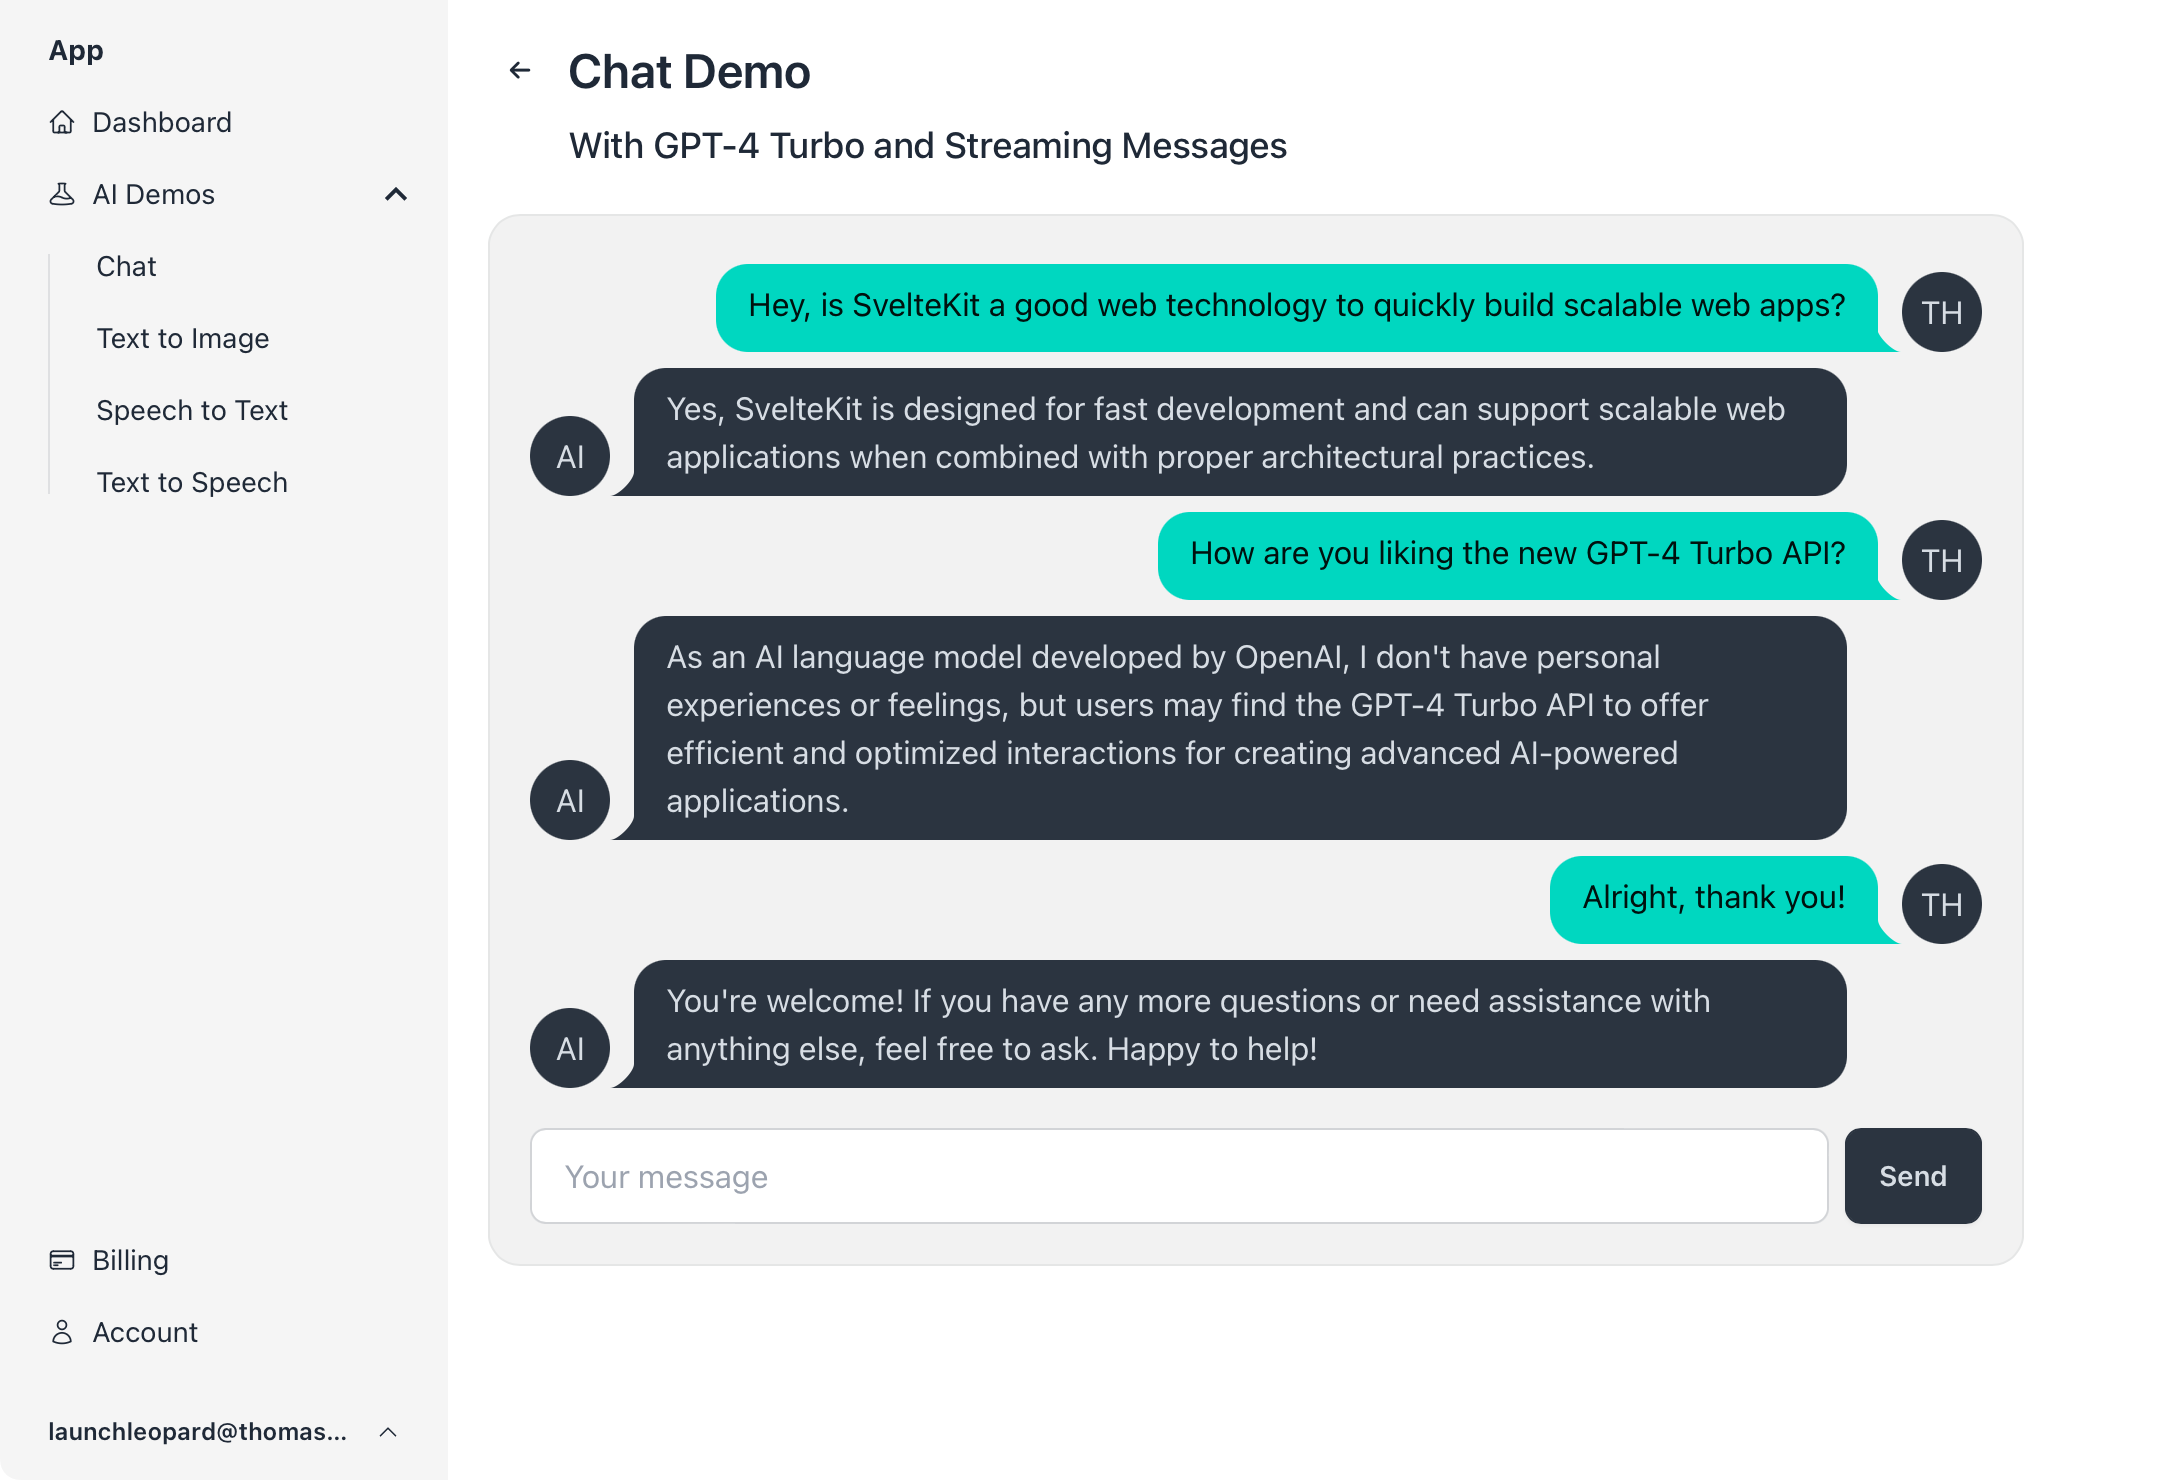 App
Dashboard
AI Demos
Chat
Text to Image
Speech to Text
Text to Speech
Billing
Account
launchleopard@thomas...
Chat Demo
With GPT-4 Turbo and Streaming Messages
Hey, is SvelteKit a good web technology to quickly build scalable web apps?
TH
Yes, SvelteKit is designed for fast development and can support scalable web
applications when combined with proper architectural practices.
AI
How are you liking the new GPT-4 Turbo API?
TH
As an AI language model developed by OpenAI, I don't have personal
experiences or feelings, but users may find the GPT-4 Turbo API to offer
efficient and optimized interactions for creating advanced AI-powered
applications.
AI
Alright, thank you!
TH
You're welcome! If you have any more questions or need assistance with
anything else, feel free to ask. Happy to help!
AI
Your message
Send